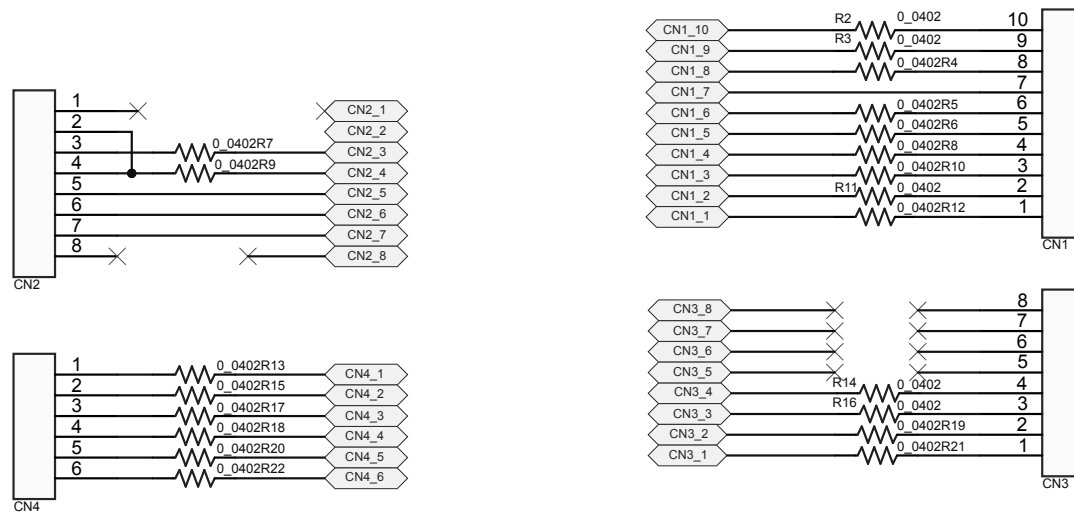 1
2
3
4
5
6
7
8
CN2
0_0402R7
0_0402R9
CN2_1
CN2_2
CN2_3
CN2_4
CN2_5
CN2_6
CN2_7
CN2_8
CN1_10
CN1_9
CN1_8
CN1_7
CN1_6
CN1_5
CN1_4
CN1_3
CN1_2
CN1_1
R2 0_0402
R3 0_0402
0_0402R4
0_0402R5
0_0402R6
0_0402R8
0_0402R10
R11 0_0402
0_0402R12
10
9
8
7
6
5
4
3
2
1
CN1
1
2
3
4
5
6
CN4
0_0402R13
0_0402R15
0_0402R17
0_0402R18
0_0402R20
0_0402R22
CN4_1
CN4_2
CN4_3
CN4_4
CN4_5
CN4_6
CN3_8
CN3_7
CN3_6
CN3_5
CN3_4
CN3_3
CN3_2
CN3_1
R14 0_0402
R16 0_0402
0_0402R19
0_0402R21
8
7
6
5
4
3
2
1
CN3